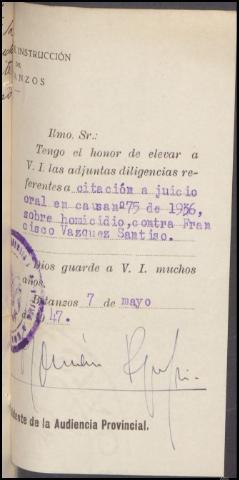 INSTRUCCIÓN
DE
ANZOS
Ilmo. Sr.:
Tengo el honor de elevar a
V. I. las adjuntas diligencias re-
ferentes a citación a juicio
oral en causa nº 75 de 1936,
sobre homicidio, contra Fran
cisco Vazquez Santiso.
Dios guarde a V. I. muchos
años.
Betanzos 7 de mayo
de 1947.
idente de la Audiencia Provincial.